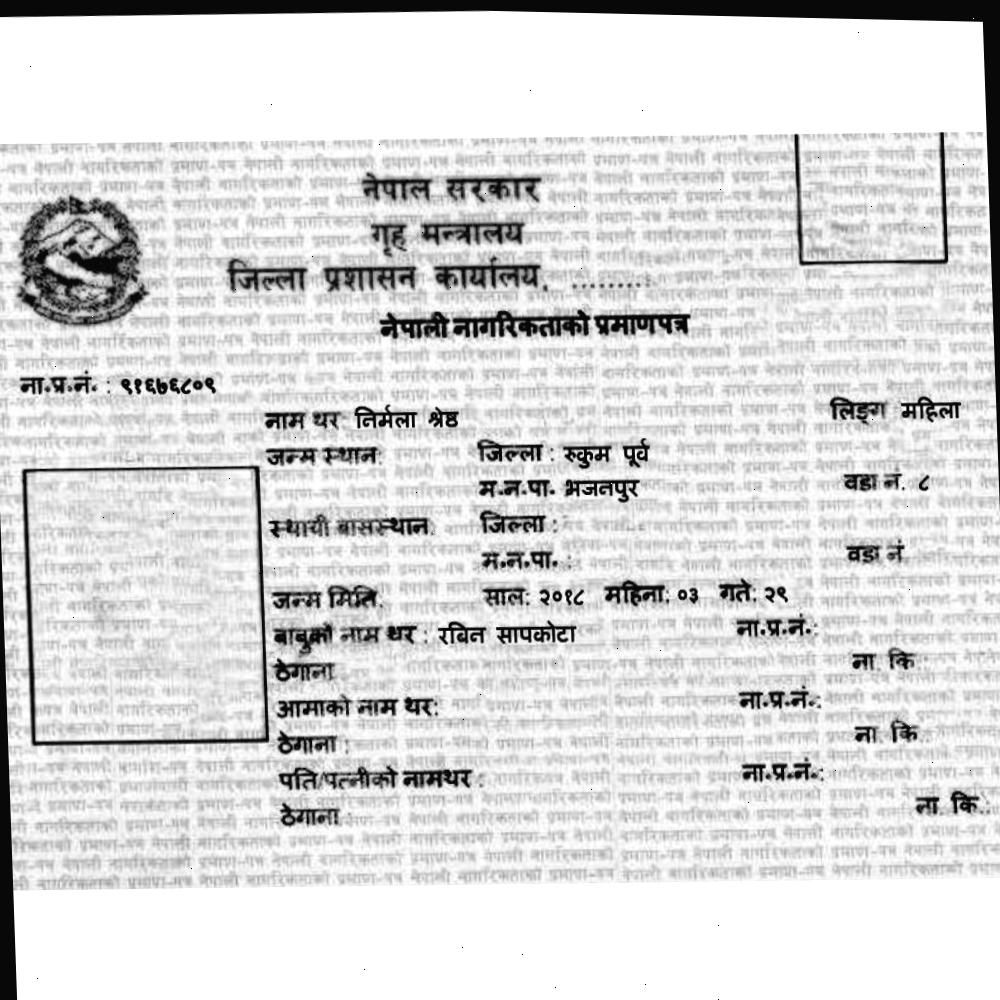 नेपाल सरकार
गृह मन्त्रालय
जिल्ला प्रशासन कार्यालय, .........
नेपाली नागरिकताको प्रमाणपत्र
ना.प्र.नं. : ९१६७६८०९
नाम थर निर्मला श्रेष्ठ लिङ्ग महिला
जन्म स्थान: जिल्ला : रुकुम पूर्व
म.न.पा. भजनपुर वडा नं. ८
स्थायी बासस्थान. जिल्ला :
म.न.पा. : वडा नं
जन्म मिति. साल: २०१८ महिना: ०३ गते: २९
बाबुको नाम थर : रबिन सापकोटा ना.प्र.नं.:
ठेगाना ना. कि.:
आमाको नाम थर: ना.प्र.नं.:
ठेगाना : ना. कि.:
पति/पत्नीको नामथर : ना.प्र.नं.:
ठेगाना : ना. कि.: